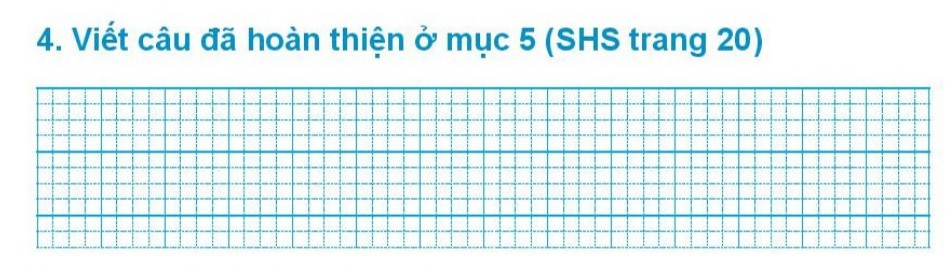 4. Viết câu đã hoàn thiện ở mục 5 (SHS trang 20)